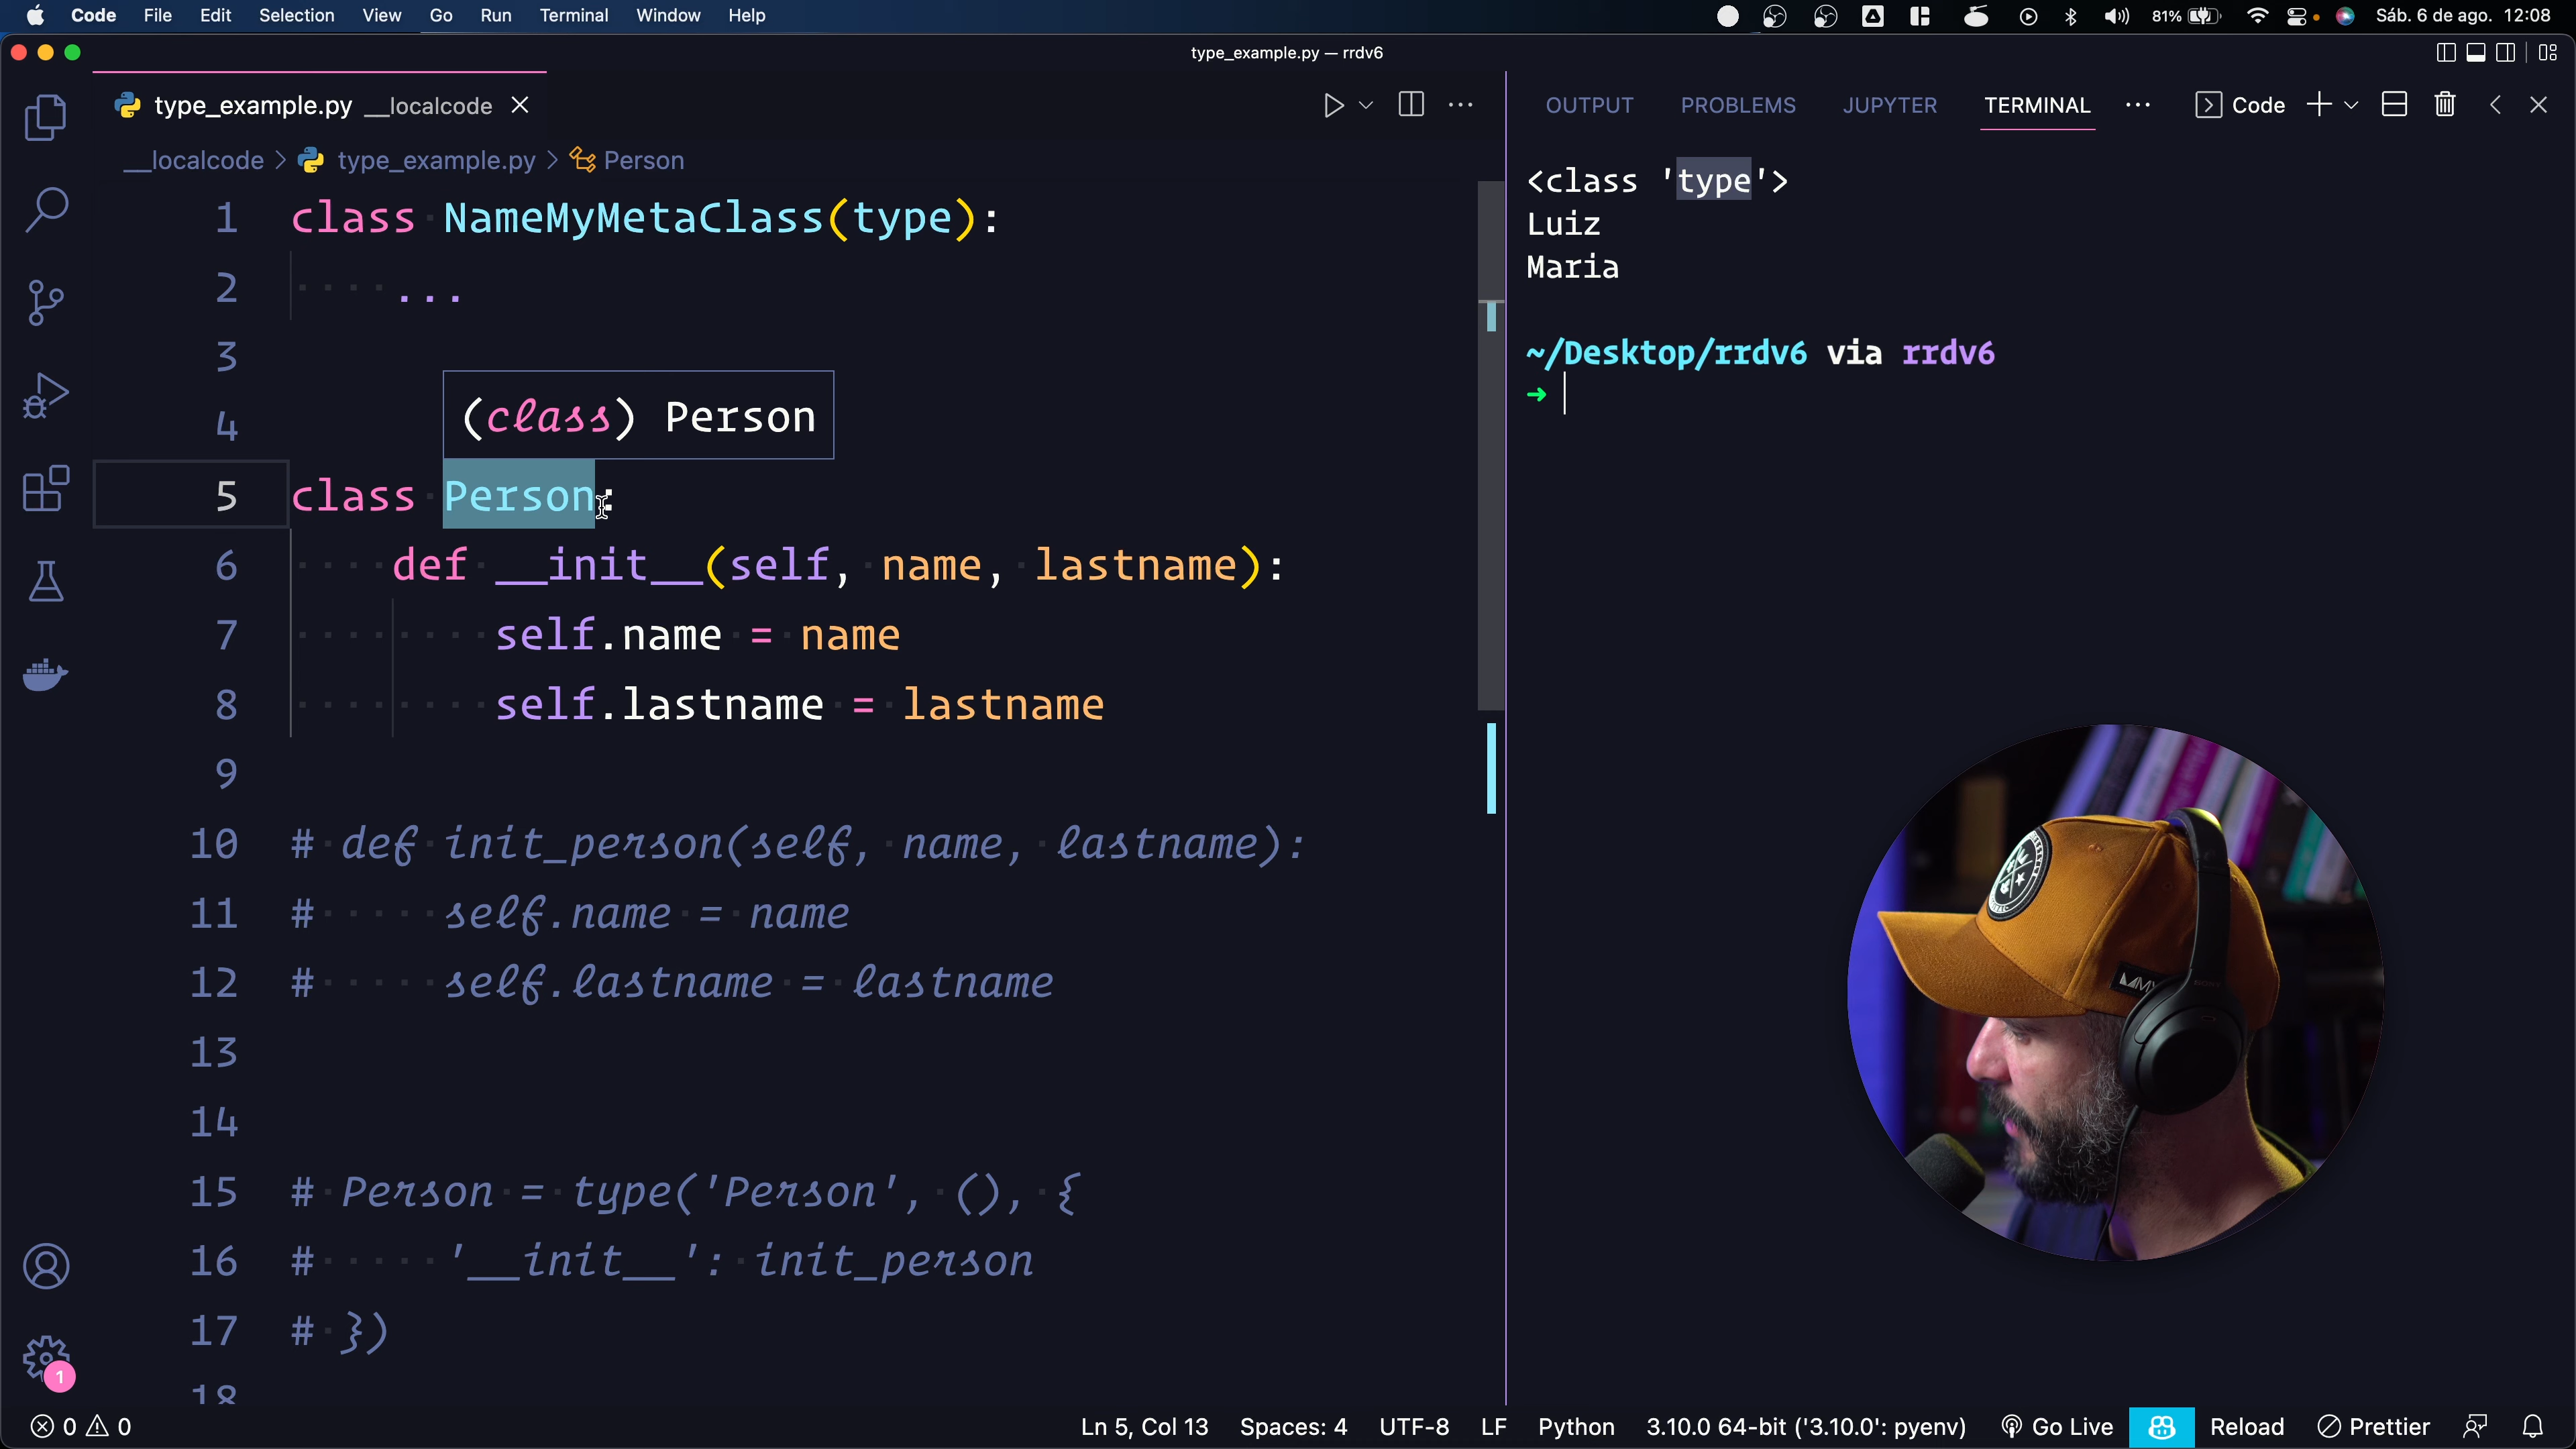 Code File Edit Selection View Go Run Terminal Window Help 81% Sáb. 6 de ago. 12:08
type_example.py — rrdv6
type_example.py __localcode
__localcode > type_example.py > Person
1 class NameMyMetaClass(type):
2 ...
3
4
(class) Person
5 class Person:
6 def __init__(self, name, lastname):
7 self.name = name
8 self.lastname = lastname
9
10 # def init_person(self, name, lastname):
11 # self.name = name
12 # self.lastname = lastname
13
14
15 # Person = type('Person', (), {
16 # '__init__': init_person
17 # })
18
OUTPUT PROBLEMS JUPYTER TERMINAL ... Code
<class 'type'>
Luiz
Maria
~/Desktop/rrdv6 via rrdv6
➜
1
0 0 Ln 5, Col 13 Spaces: 4 UTF-8 LF Python 3.10.0 64-bit ('3.10.0': pyenv) Go Live Reload Prettier